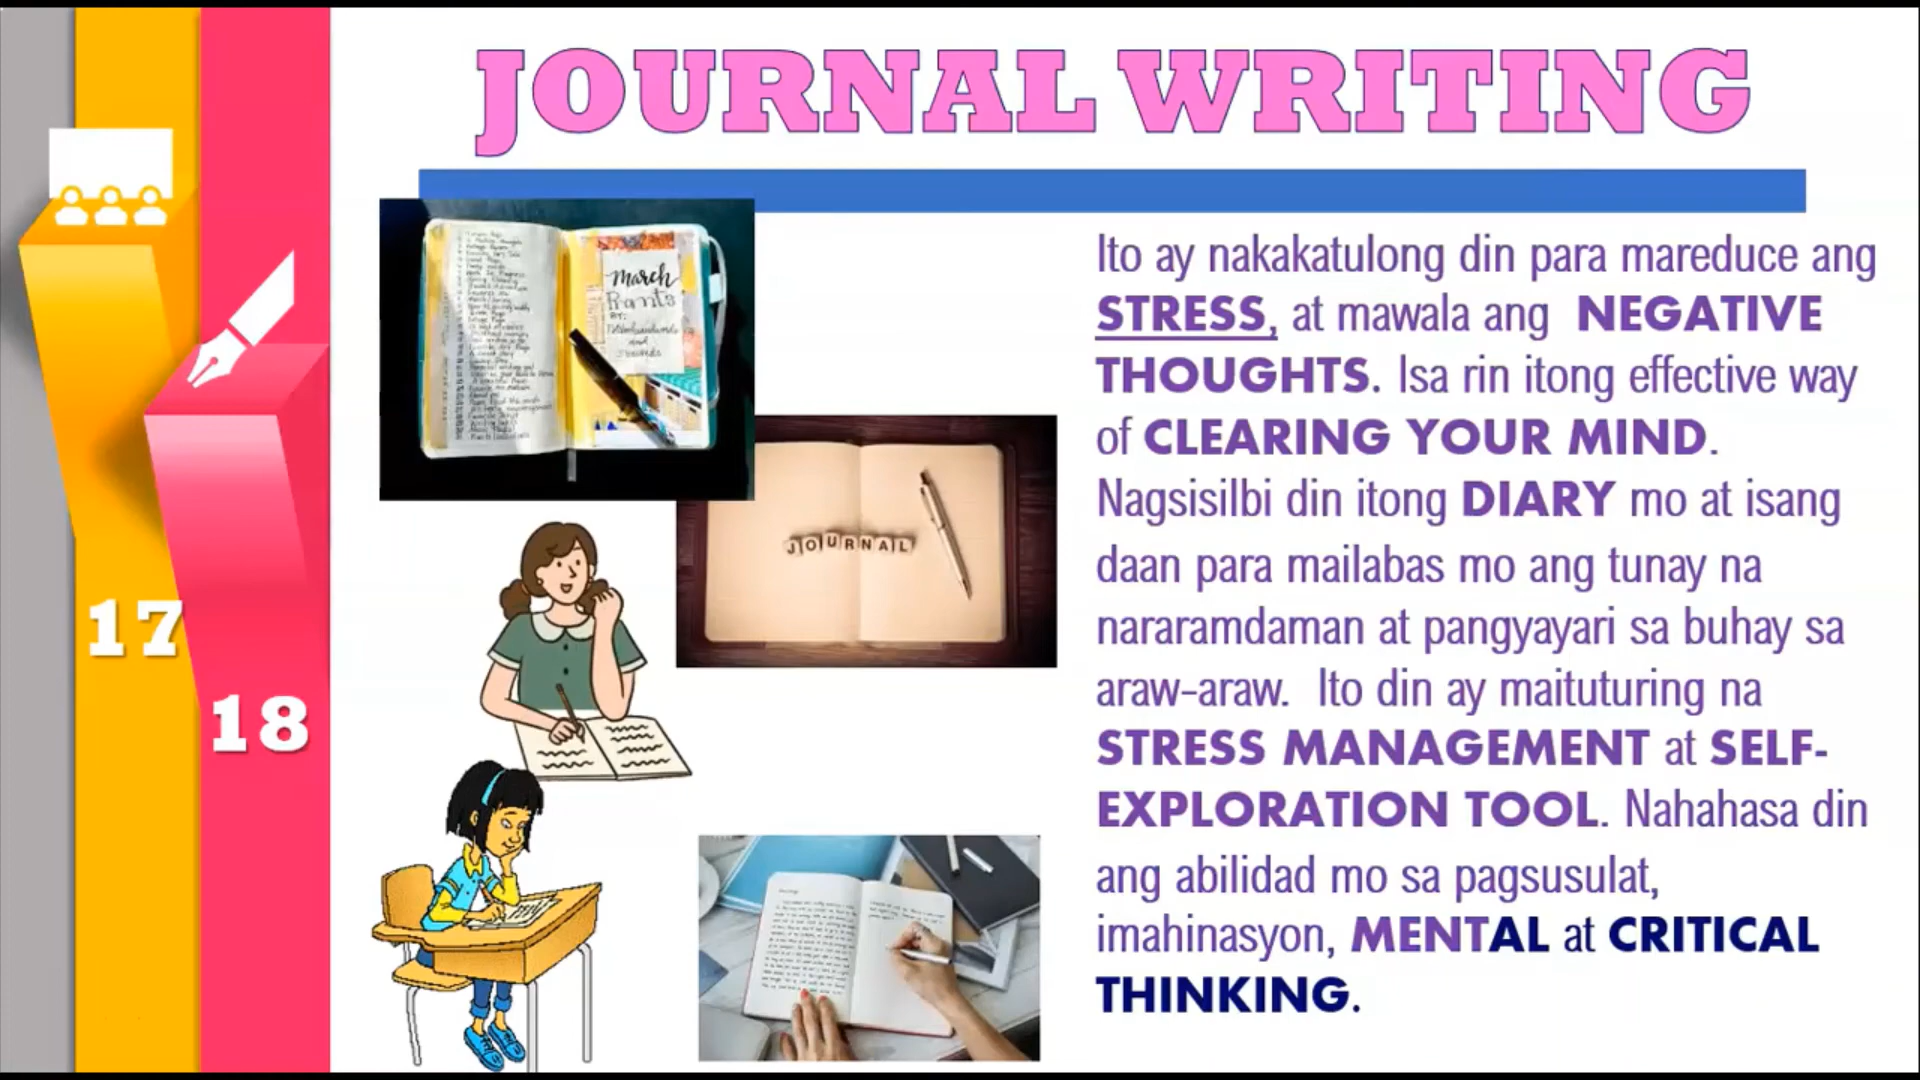 JOURNAL WRITING
17
18
march
Rants
BY:
JOURNAL
Ito ay nakakatulong din para mareduce ang
STRESS, at mawala ang NEGATIVE
THOUGHTS. Isa rin itong effective way
of CLEARING YOUR MIND.
Nagsisilbi din itong DIARY mo at isang
daan para mailabas mo ang tunay na
nararamdaman at pangyayari sa buhay sa
araw-araw. Ito din ay maituturing na
STRESS MANAGEMENT at SELF-
EXPLORATION TOOL. Nahahasa din
ang abilidad mo sa pagsusulat,
imahinasyon, MENTAL at CRITICAL
THINKING.